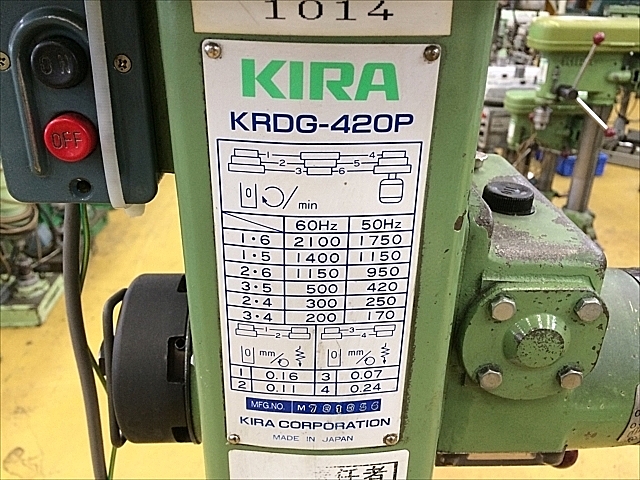 1014
ON
OFF
KIRA
KRDG-420P
1 4
2 5
3 6
/min
60Hz 50Hz
1・6 2100 1750
1・5 1400 1150
2・6 1150 950
3・5 500 420
2・4 300 250
3・4 200 170
1 2 3 4
mm/ mm/
1 0.16 3 0.07
2 0.11 4 0.24
MFG.NO.
KIRA CORPORATION
MADE IN JAPAN
任者